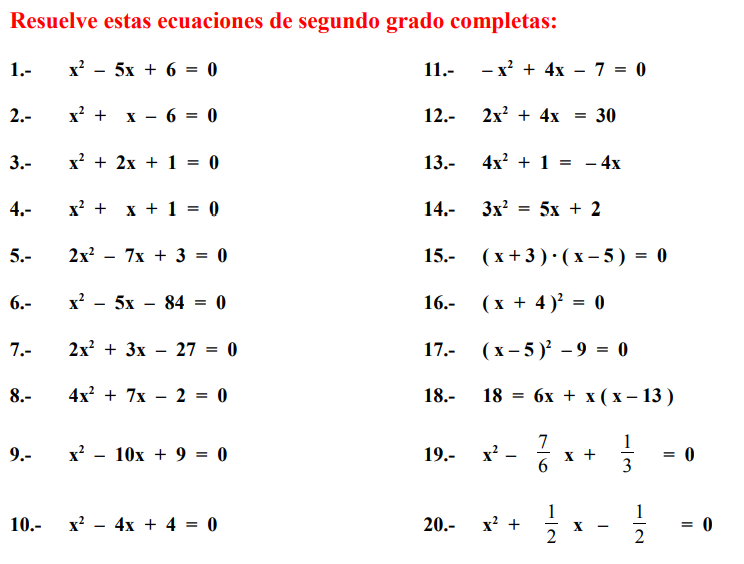 Resuelve estas ecuaciones de segundo grado completas:
1.- x² – 5x + 6 = 0
2.- x² + x – 6 = 0
3.- x² + 2x + 1 = 0
4.- x² + x + 1 = 0
5.- 2x² – 7x + 3 = 0
6.- x² – 5x – 84 = 0
7.- 2x² + 3x – 27 = 0
8.- 4x² + 7x – 2 = 0
9.- x² – 10x + 9 = 0
10.- x² – 4x + 4 = 0
11.- – x² + 4x – 7 = 0
12.- 2x² + 4x = 30
13.- 4x² + 1 = – 4x
14.- 3x² = 5x + 2
15.- ( x + 3 ) · ( x – 5 ) = 0
16.- ( x + 4 )² = 0
17.- ( x – 5 )² – 9 = 0
18.- 18 = 6x + x ( x – 13 )
19.- x² – 7/6 x + 1/3 = 0
20.- x² + 1/2 x – 1/2 = 0